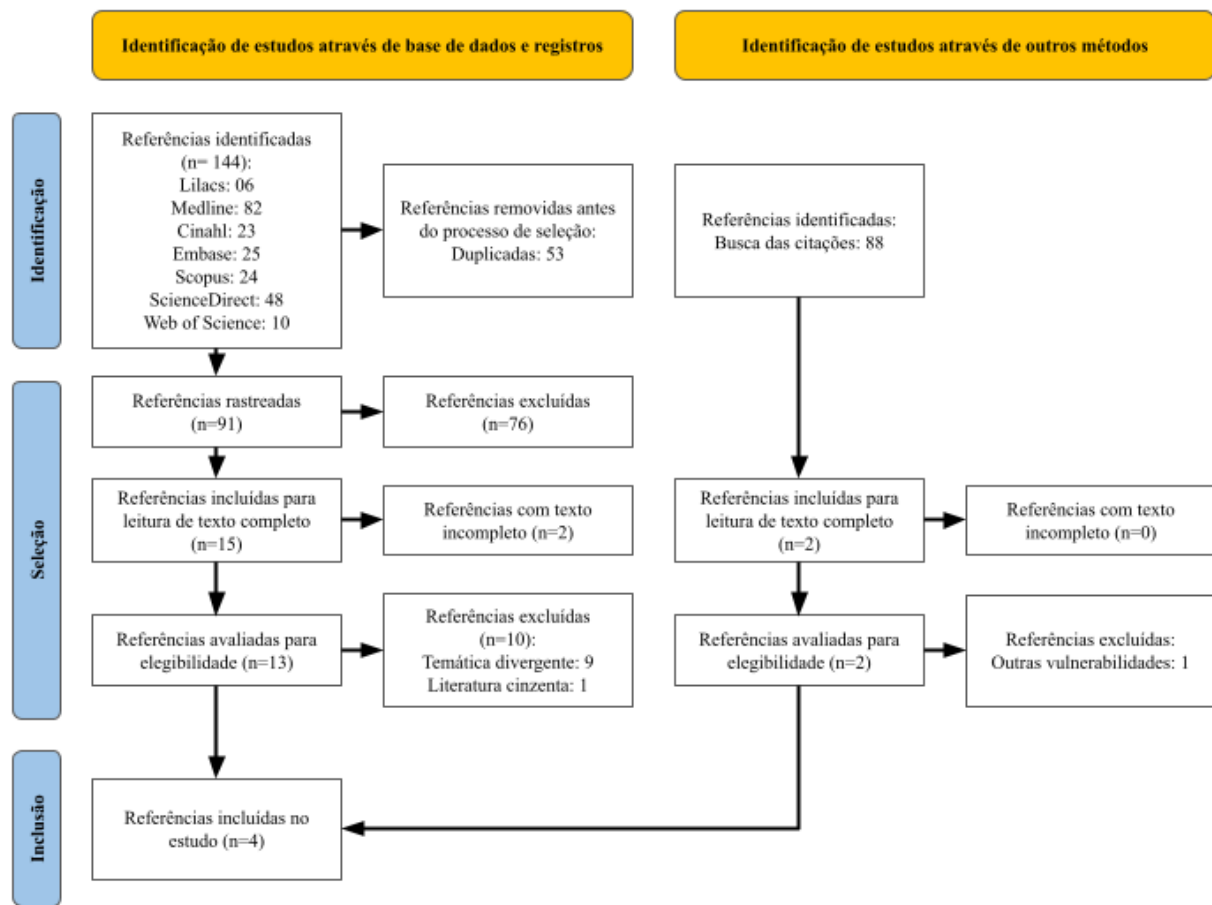 Identificação de estudos através de base de dados e registros
Identificação de estudos através de outros métodos
Identificação
Referências identificadas
(n= 144):
Lilacs: 06
Medline: 82
Cinahl: 23
Embase: 25
Scopus: 24
ScienceDirect: 48
Web of Science: 10
Referências removidas antes
do processo de seleção:
Duplicadas: 53
Referências identificadas:
Busca das citações: 88
Seleção
Referências rastreadas
(n=91)
Referências excluídas
(n=76)
Referências incluídas para
leitura de texto completo
(n=15)
Referências com texto
incompleto (n=2)
Referências incluídas para
leitura de texto completo
(n=2)
Referências com texto
incompleto (n=0)
Referências avaliadas para
elegibilidade (n=13)
Referências excluídas
(n=10):
Temática divergente: 9
Literatura cinzenta: 1
Referências avaliadas para
elegibilidade (n=2)
Referências excluídas:
Outras vulnerabilidades: 1
Inclusão
Referências incluídas no
estudo (n=4)